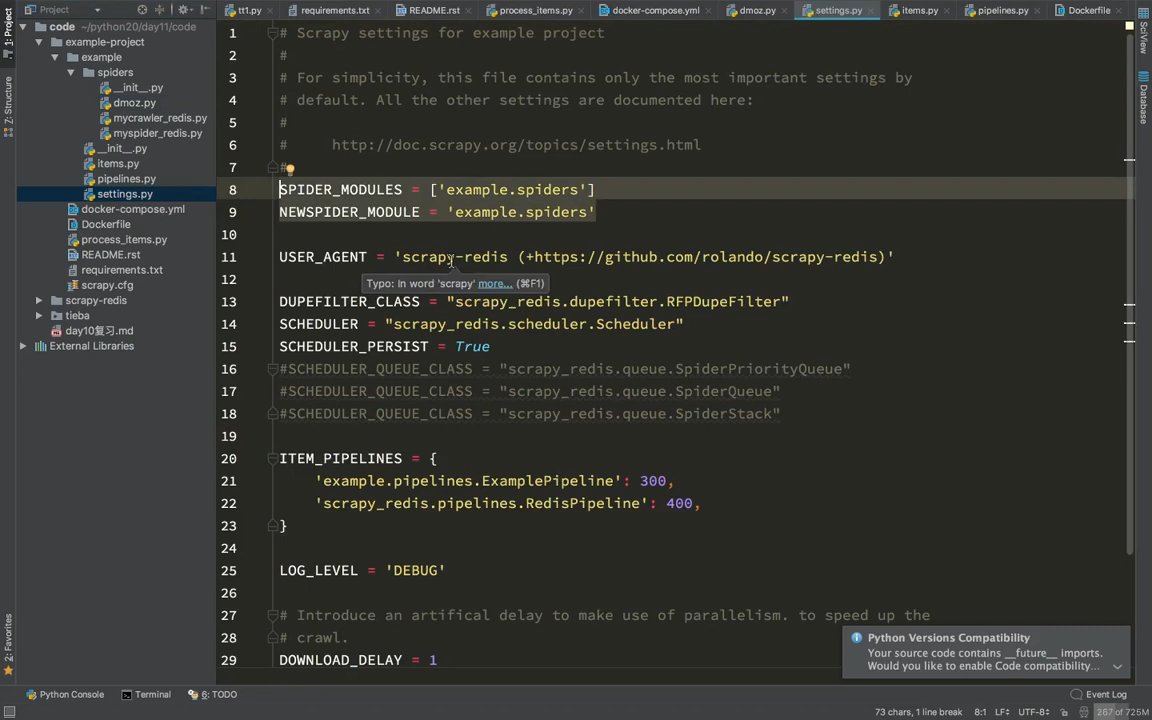 Project
tt1.py
requirements.txt
README.rst
process_items.py
docker-compose.yml
dmoz.py
settings.py
items.py
pipelines.py
Dockerfile
1: Project
Z: Structure
2: Favorites
SciView
Database
code ~/python20/day11/code
example-project
example
spiders
__init__.py
dmoz.py
mycrawler_redis.py
myspider_redis.py
__init__.py
items.py
pipelines.py
settings.py
docker-compose.yml
Dockerfile
process_items.py
README.rst
requirements.txt
scrapy.cfg
scrapy-redis
tieba
day10复习.md
External Libraries
1 # Scrapy settings for example project
2 #
3 # For simplicity, this file contains only the most important settings by
4 # default. All the other settings are documented here:
5 #
6 #     http://doc.scrapy.org/topics/settings.html
7 #
8 SPIDER_MODULES = ['example.spiders']
9 NEWSPIDER_MODULE = 'example.spiders'
10
11 USER_AGENT = 'scrapy-redis (+https://github.com/rolando/scrapy-redis)'
12
Typo: In word 'scrapy' more... (⌘F1)
13 DUPEFILTER_CLASS = "scrapy_redis.dupefilter.RFPDupeFilter"
14 SCHEDULER = "scrapy_redis.scheduler.Scheduler"
15 SCHEDULER_PERSIST = True
16 #SCHEDULER_QUEUE_CLASS = "scrapy_redis.queue.SpiderPriorityQueue"
17 #SCHEDULER_QUEUE_CLASS = "scrapy_redis.queue.SpiderQueue"
18 #SCHEDULER_QUEUE_CLASS = "scrapy_redis.queue.SpiderStack"
19
20 ITEM_PIPELINES = {
21     'example.pipelines.ExamplePipeline': 300,
22     'scrapy_redis.pipelines.RedisPipeline': 400,
23 }
24
25 LOG_LEVEL = 'DEBUG'
26
27 # Introduce an artifical delay to make use of parallelism. to speed up the
28 # crawl.
29 DOWNLOAD_DELAY = 1
Python Versions Compatibility
Your source code contains __future__ imports.
Would you like to enable Code compatibility...
Python Console
Terminal
6: TODO
Event Log
73 chars, 1 line break
8:1
LF÷
UTF-8÷
267 of 725M